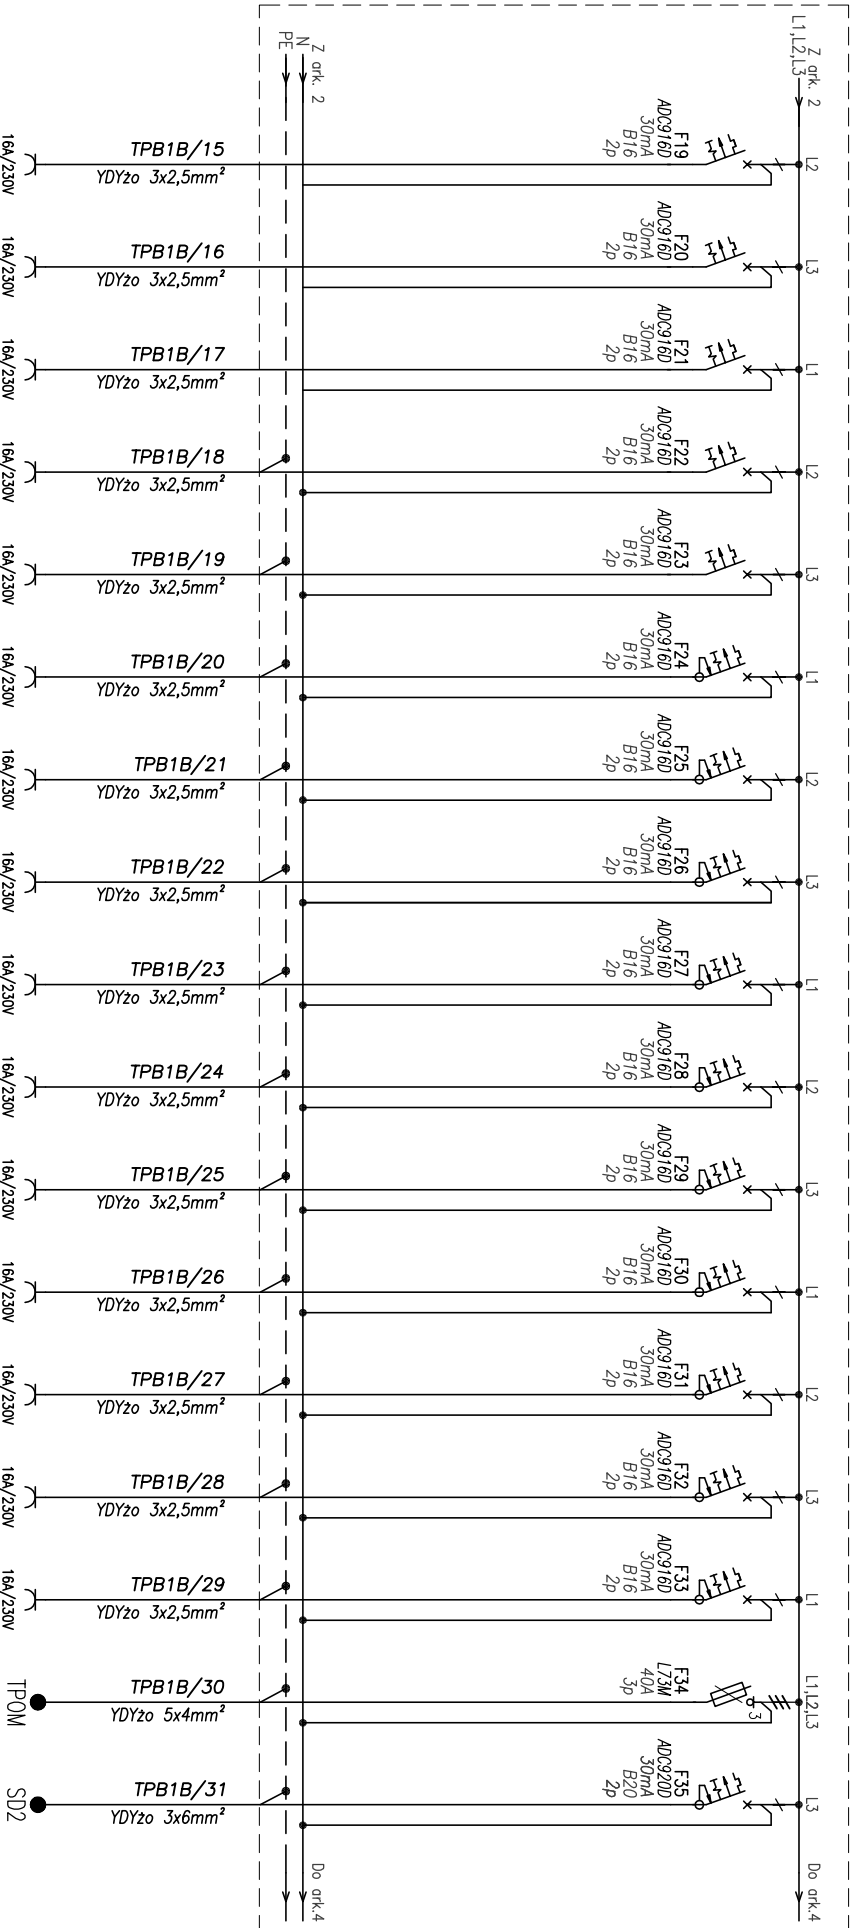 Z ark. 2
L1,L2,L3
Z ark. 2
N
PE
L2
F19
ADC916D
30mA
B16
2p
TPB1B/15
YDYżo 3x2,5mm²
16A/230V
L3
F20
ADC916D
30mA
B16
2p
TPB1B/16
YDYżo 3x2,5mm²
16A/230V
L1
F21
ADC916D
30mA
B16
2p
TPB1B/17
YDYżo 3x2,5mm²
16A/230V
L2
F22
ADC916D
30mA
B16
2p
TPB1B/18
YDYżo 3x2,5mm²
16A/230V
L3
F23
ADC916D
30mA
B16
2p
TPB1B/19
YDYżo 3x2,5mm²
16A/230V
L1
F24
ADC916D
30mA
B16
2p
TPB1B/20
YDYżo 3x2,5mm²
16A/230V
L2
F25
ADC916D
30mA
B16
2p
TPB1B/21
YDYżo 3x2,5mm²
16A/230V
L3
F26
ADC916D
30mA
B16
2p
TPB1B/22
YDYżo 3x2,5mm²
16A/230V
L1
F27
ADC916D
30mA
B16
2p
TPB1B/23
YDYżo 3x2,5mm²
16A/230V
L2
F28
ADC916D
30mA
B16
2p
TPB1B/24
YDYżo 3x2,5mm²
16A/230V
L3
F29
ADC916D
30mA
B16
2p
TPB1B/25
YDYżo 3x2,5mm²
16A/230V
L1
F30
ADC916D
30mA
B16
2p
TPB1B/26
YDYżo 3x2,5mm²
16A/230V
L2
F31
ADC916D
30mA
B16
2p
TPB1B/27
YDYżo 3x2,5mm²
16A/230V
L3
F32
ADC916D
30mA
B16
2p
TPB1B/28
YDYżo 3x2,5mm²
16A/230V
L1
F33
ADC916D
30mA
B16
2p
TPB1B/29
YDYżo 3x2,5mm²
16A/230V
L1,L2,L3
3
F34
L73M
40A
3p
TPB1B/30
YDYżo 5x4mm²
TPOM
L3
F35
ADC920D
30mA
B20
2p
TPB1B/31
YDYżo 3x6mm²
SD2
Do ark.4
Do ark.4